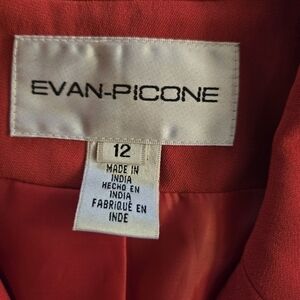 EVAN-PICONE
12
MADE IN
INDIA
HECHO EN
INDIA
FABRIQUÉ EN
INDE